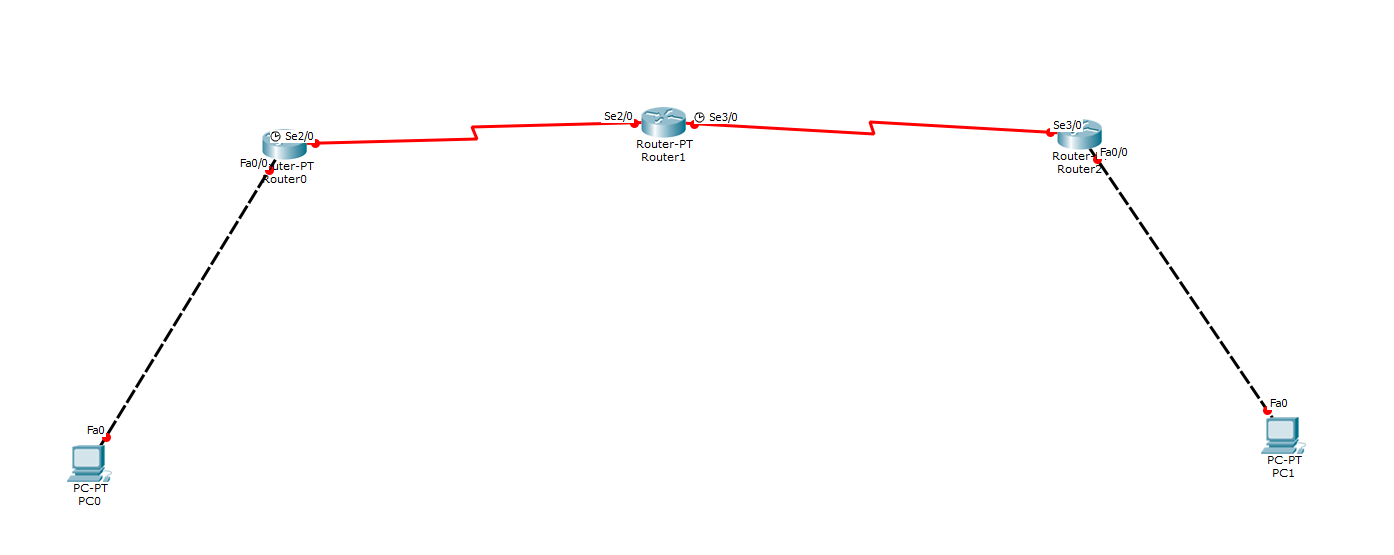 Se2/0
Fa0/0
Router0
Se2/0
Se3/0
Router-PT
Router1
Se3/0
Fa0/0
Router2
Fa0
PC-PT
PC0
Fa0
PC-PT
PC1